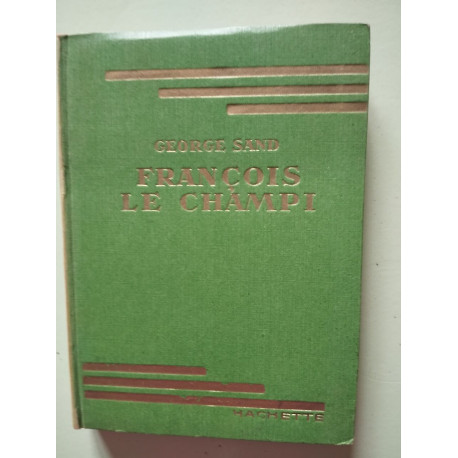 GEORGE SAND
FRANÇOIS
LE CHAMPI
HACHETTE